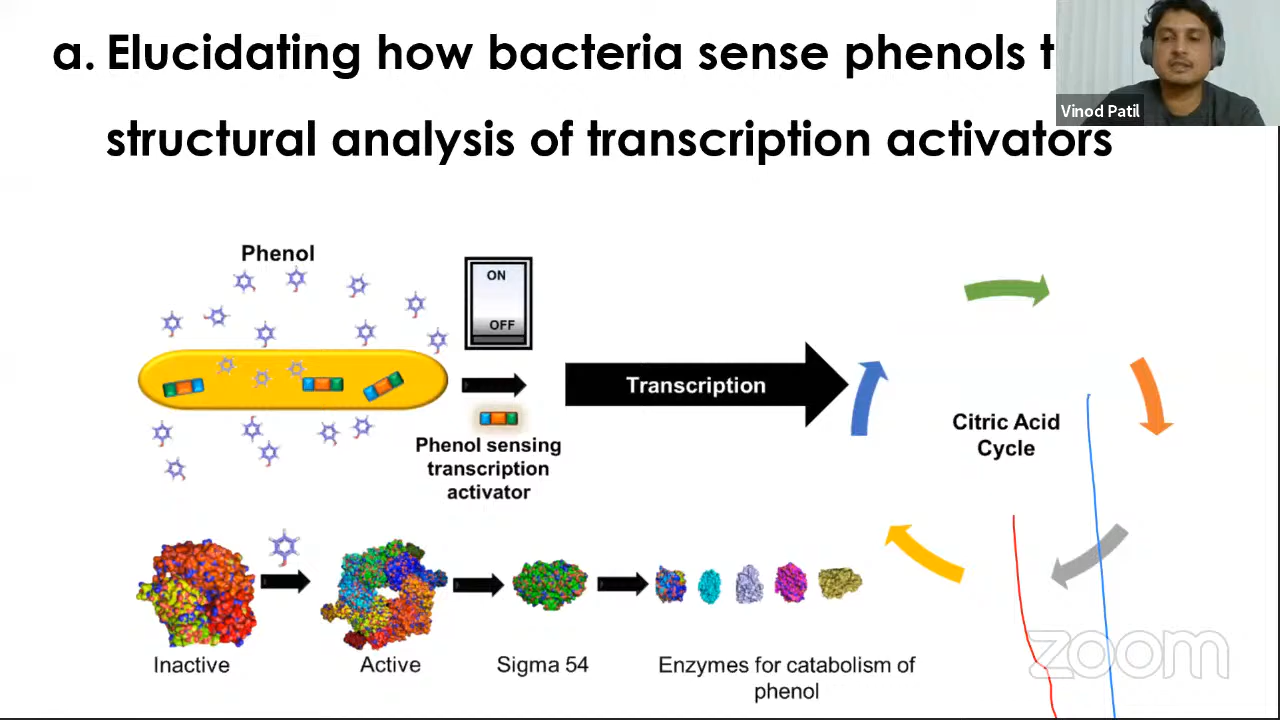 a. Elucidating how bacteria sense phenols t
Vinod Patil
structural analysis of transcription activators
Phenol
ON
OFF
Transcription
Phenol sensing
transcription
activator
Citric Acid
Cycle
Inactive
Active
Sigma 54
Enzymes for catabolism of
phenol
zoom